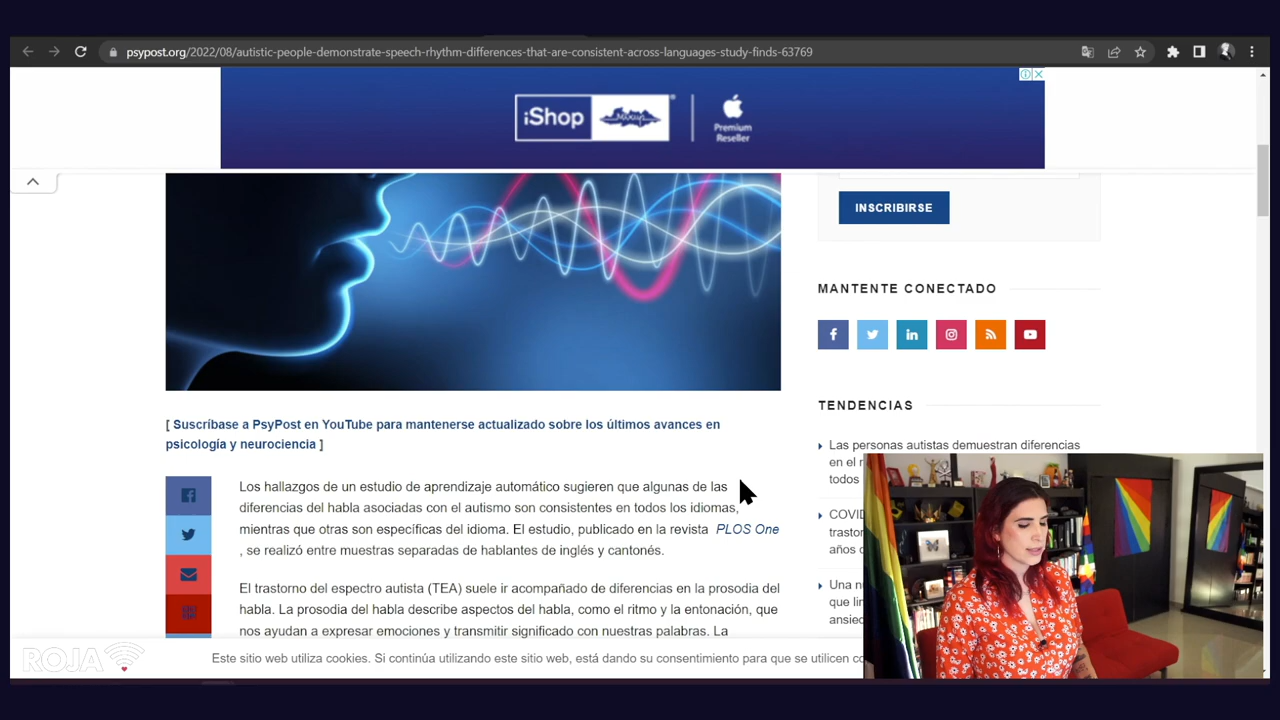 psypost.org/2022/08/autistic-people-demonstrate-speech-rhythm-differences-that-are-consistent-across-languages-study-finds-63769
iShop
Premium
Reseller
INSCRIBIRSE
MANTENTE CONECTADO
TENDENCIAS
Las personas autistas demuestran diferencias
en el
todos
años
Una
que
[ Suscríbase a PsyPost en YouTube para mantenerse actualizado sobre los últimos avances en
psicología y neurociencia ]
Los hallazgos de un estudio de aprendizaje automático sugieren que algunas de las
diferencias del habla asociadas con el autismo son consistentes en todos los idiomas,
mientras que otras son específicas del idioma. El estudio, publicado en la revista PLOS One
, se realizó entre muestras separadas de hablantes de inglés y cantonés.
El trastorno del espectro autista (TEA) suele ir acompañado de diferencias en la prosodia del
habla. La prosodia del habla describe aspectos del habla, como el ritmo y la entonación, que
nos ayudan a expresar emociones y transmitir significado con nuestras palabras. La
Este sitio web utiliza cookies. Si continúa utilizando este sitio web, está dando su consentimiento para que se utilicen
ROJA